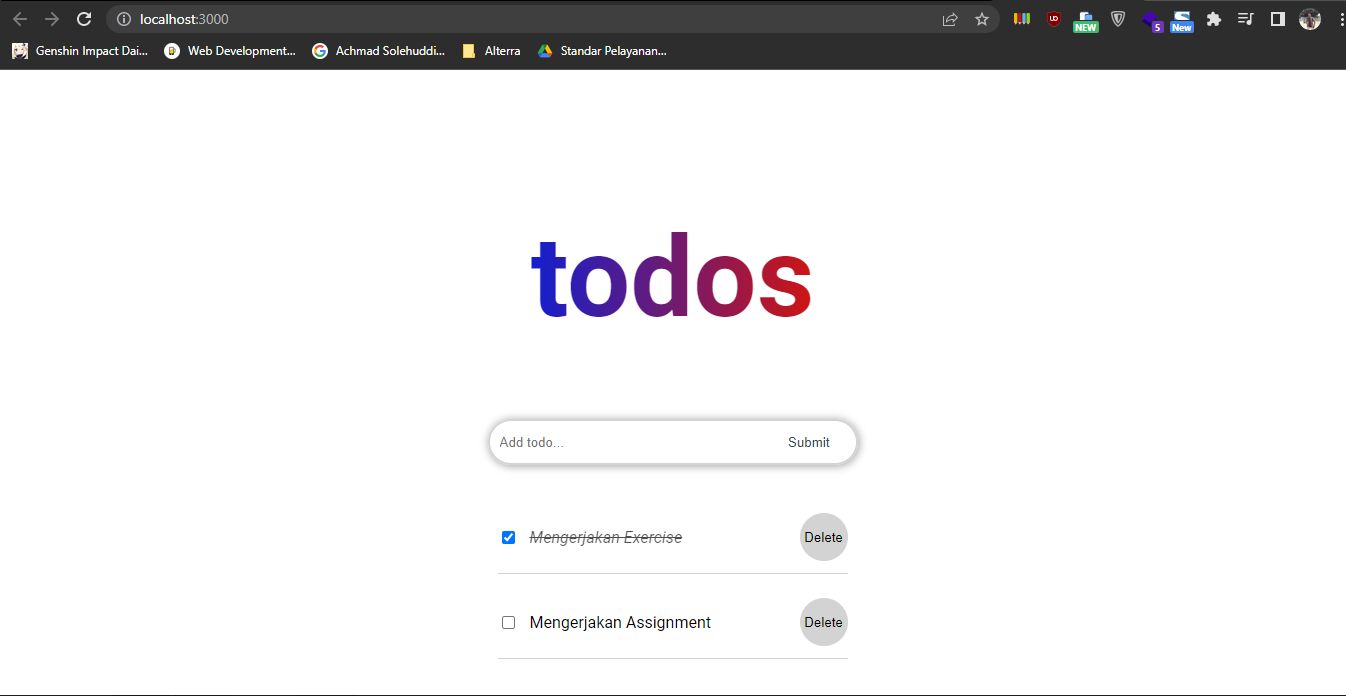 localhost:3000
NEW
5
New
Genshin Impact Dai... Web Development... Achmad Solehuddi... Alterra Standar Pelayanan...
todos
Add todo... Submit
Mengerjakan Exercise Delete
Mengerjakan Assignment Delete